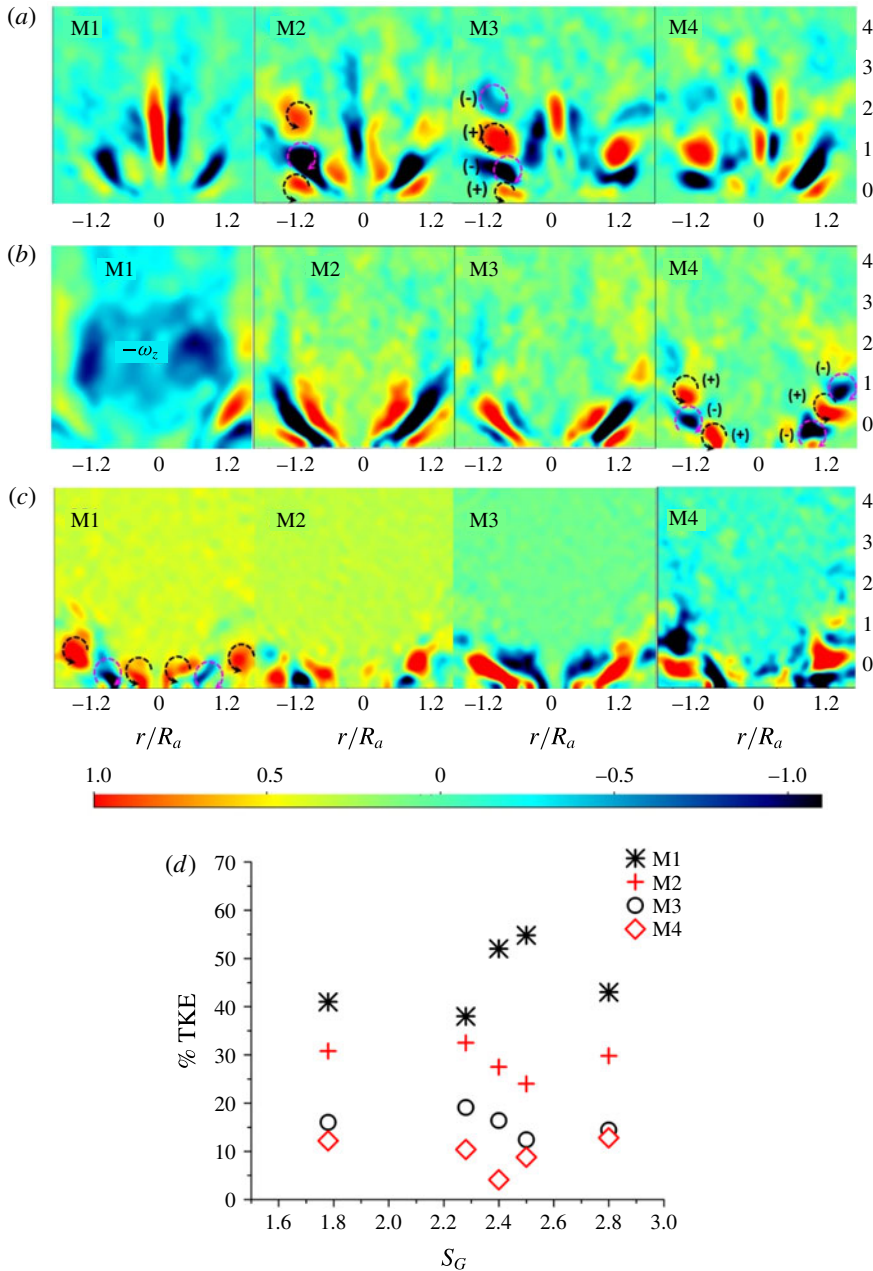 (a) M1 M2 M3 M4 4
3
(-)
2
(+)
1
(-)
(+) 0
−1.2 0 1.2 −1.2 0 1.2 −1.2 0 1.2 −1.2 0 1.2
(b) M1 M2 M3 M4 4
3
−ω_z 2
(+) (-) 1
(-) (+)
(+) (-) 0
−1.2 0 1.2 −1.2 0 1.2 −1.2 0 1.2 −1.2 0 1.2
(c) M1 M2 M3 M4 4
3
2
1
0
−1.2 0 1.2 −1.2 0 1.2 −1.2 0 1.2 −1.2 0 1.2
r/R_a r/R_a r/R_a r/R_a
1.0 0.5 0 −0.5 −1.0
(d)
M1
M2
M3
M4
70
60
50
40
30
20
10
0
% TKE
1.6 1.8 2.0 2.2 2.4 2.6 2.8 3.0
S_G